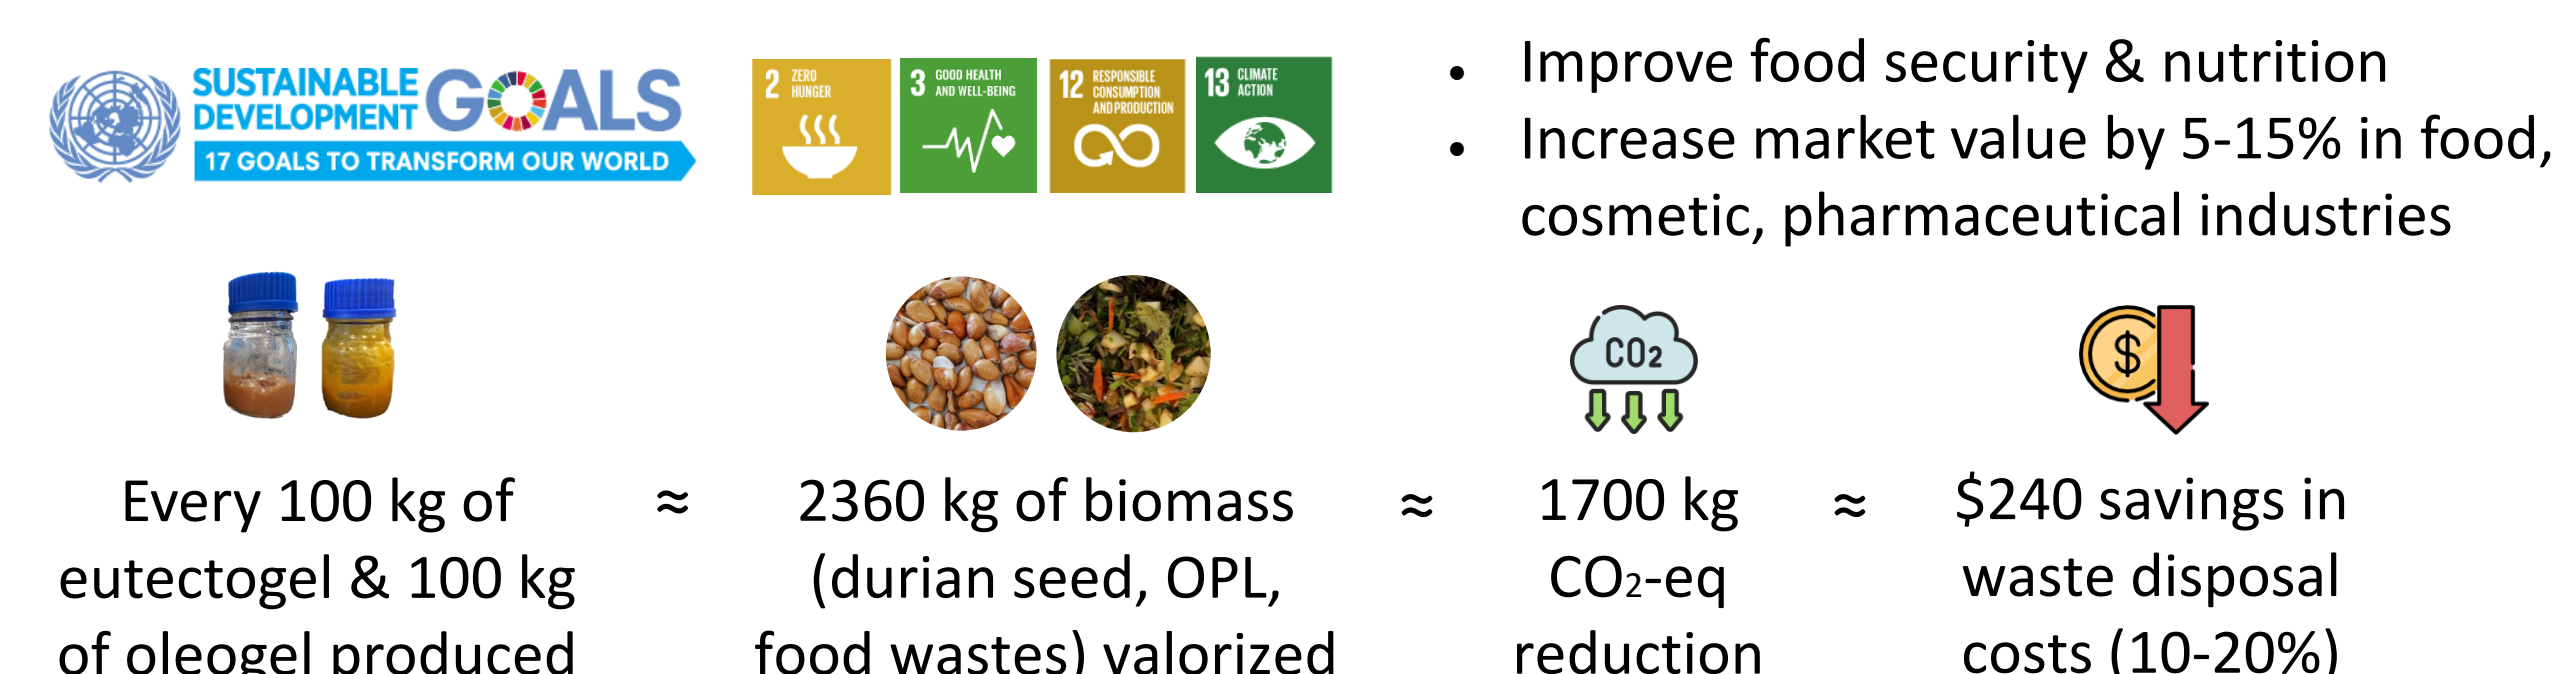 SUSTAINABLE
DEVELOPMENT GOALS
17 GOALS TO TRANSFORM OUR WORLD
2 ZERO
HUNGER
3 GOOD HEALTH
AND WELL-BEING
12 RESPONSIBLE
CONSUMPTION
AND PRODUCTION
13 CLIMATE
ACTION
• Improve food security & nutrition
• Increase market value by 5-15% in food,
cosmetic, pharmaceutical industries
CO2
$
Every 100 kg of
eutectogel & 100 kg
of oleogel produced
≈
2360 kg of biomass
(durian seed, OPL,
food wastes) valorized
≈
1700 kg
CO2-eq
reduction
≈
$240 savings in
waste disposal
costs (10-20%)